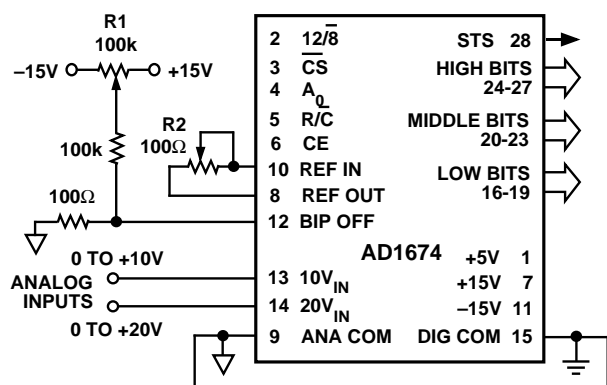 R1
100k
–15V
+15V
100k
R2
100Ω
100Ω
0 TO +10V
ANALOG
INPUTS
0 TO +20V
2 12/8̅
3 C̅S̅
4 A₀
5 R/C̅
6 CE
10 REF IN
8 REF OUT
12 BIP OFF
13 10VIN
14 20VIN
9 ANA COM
STS 28
HIGH BITS
24-27
MIDDLE BITS
20-23
LOW BITS
16-19
AD1674
+5V 1
+15V 7
–15V 11
DIG COM 15